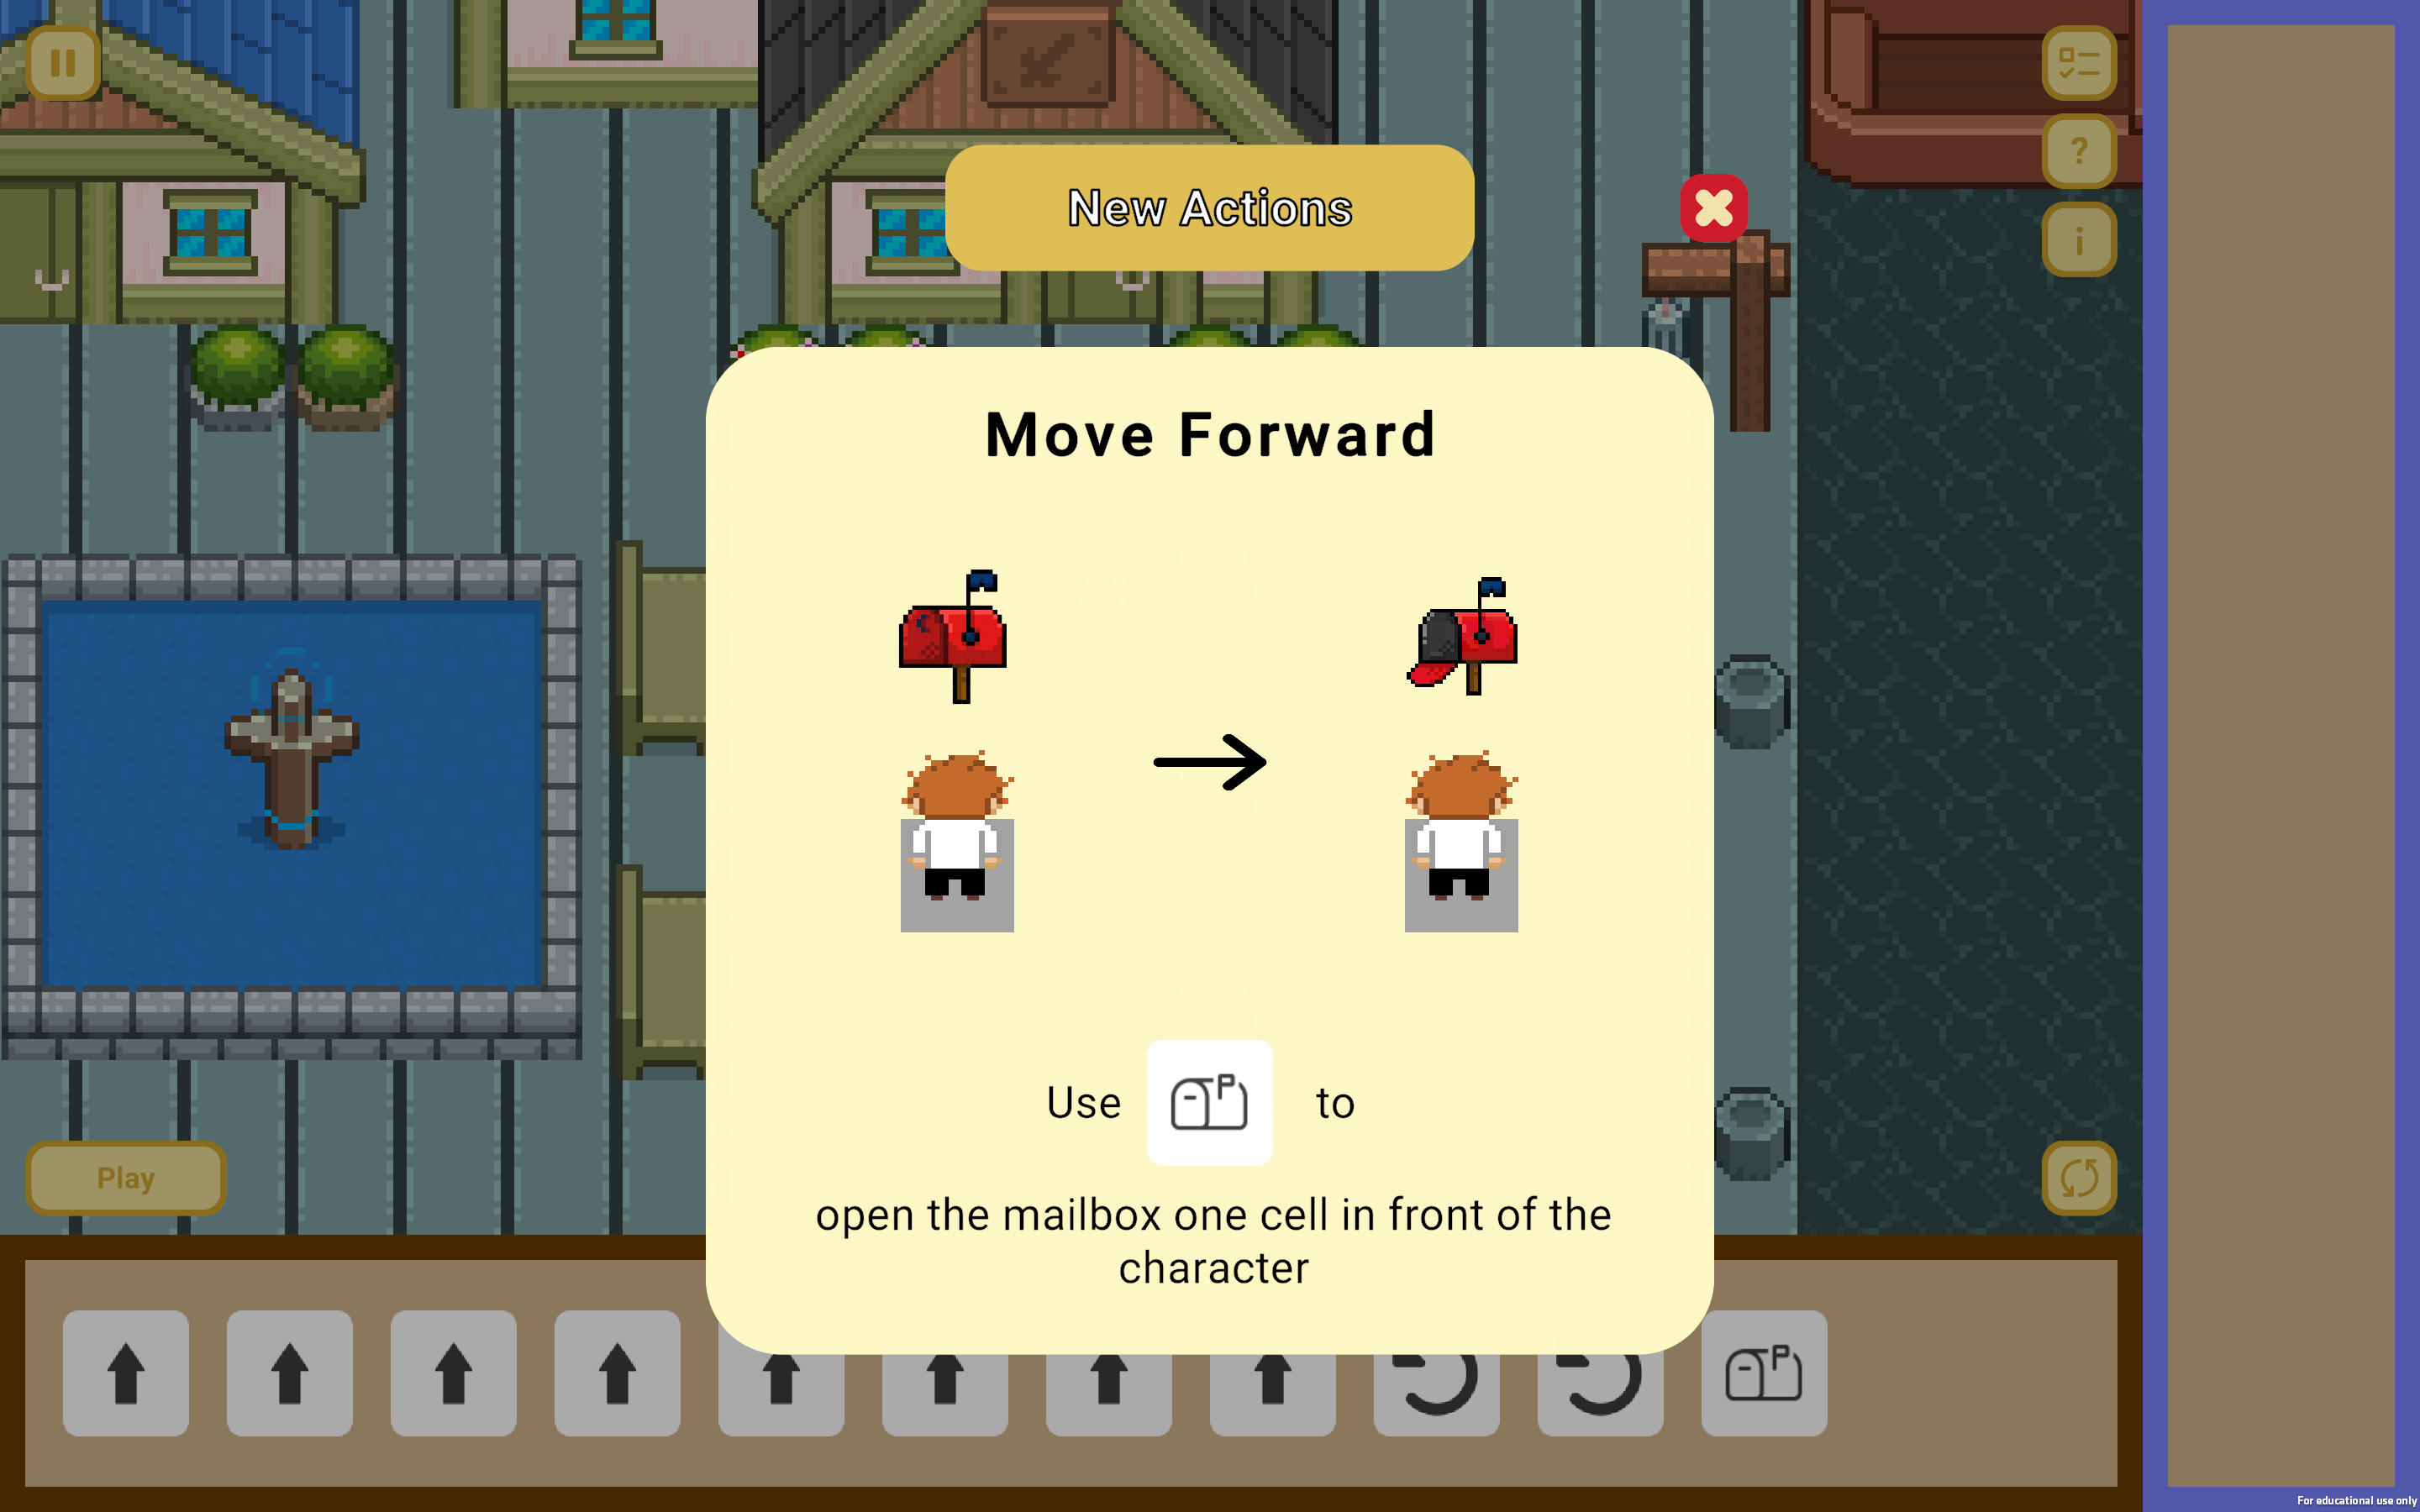 New Actions
?
i
Move Forward
Use to
open the mailbox one cell in front of the
character
Play
For educational use only